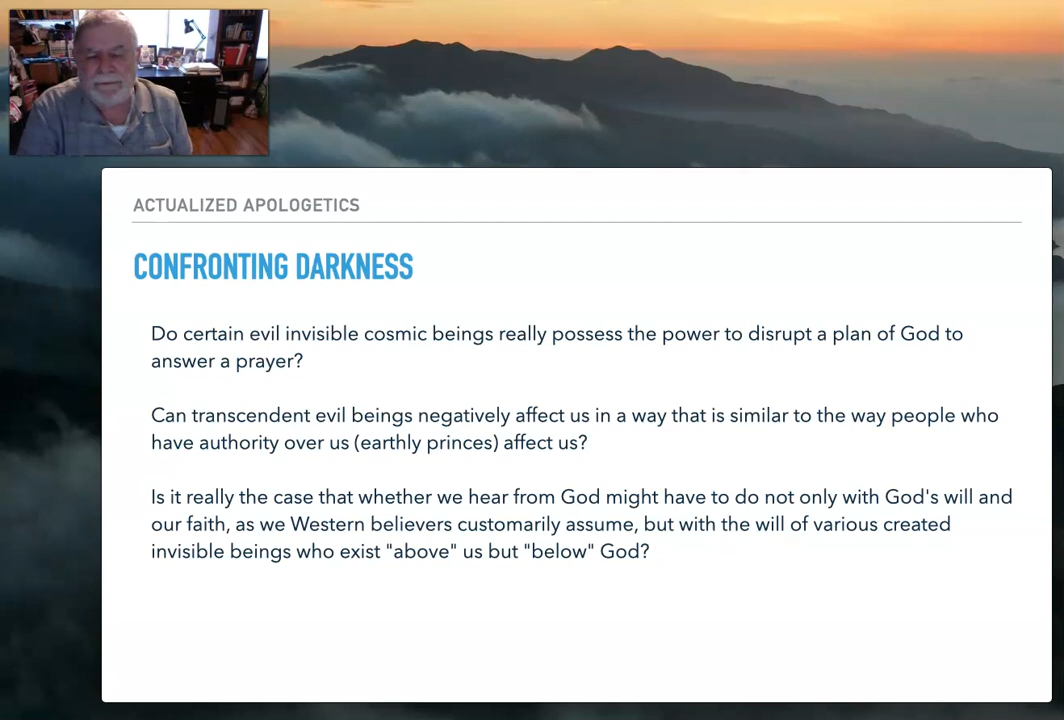 ACTUALIZED APOLOGETICS
CONFRONTING DARKNESS
Do certain evil invisible cosmic beings really possess the power to disrupt a plan of God to
answer a prayer?
Can transcendent evil beings negatively affect us in a way that is similar to the way people who
have authority over us (earthly princes) affect us?
Is it really the case that whether we hear from God might have to do not only with God's will and
our faith, as we Western believers customarily assume, but with the will of various created
invisible beings who exist "above" us but "below" God?